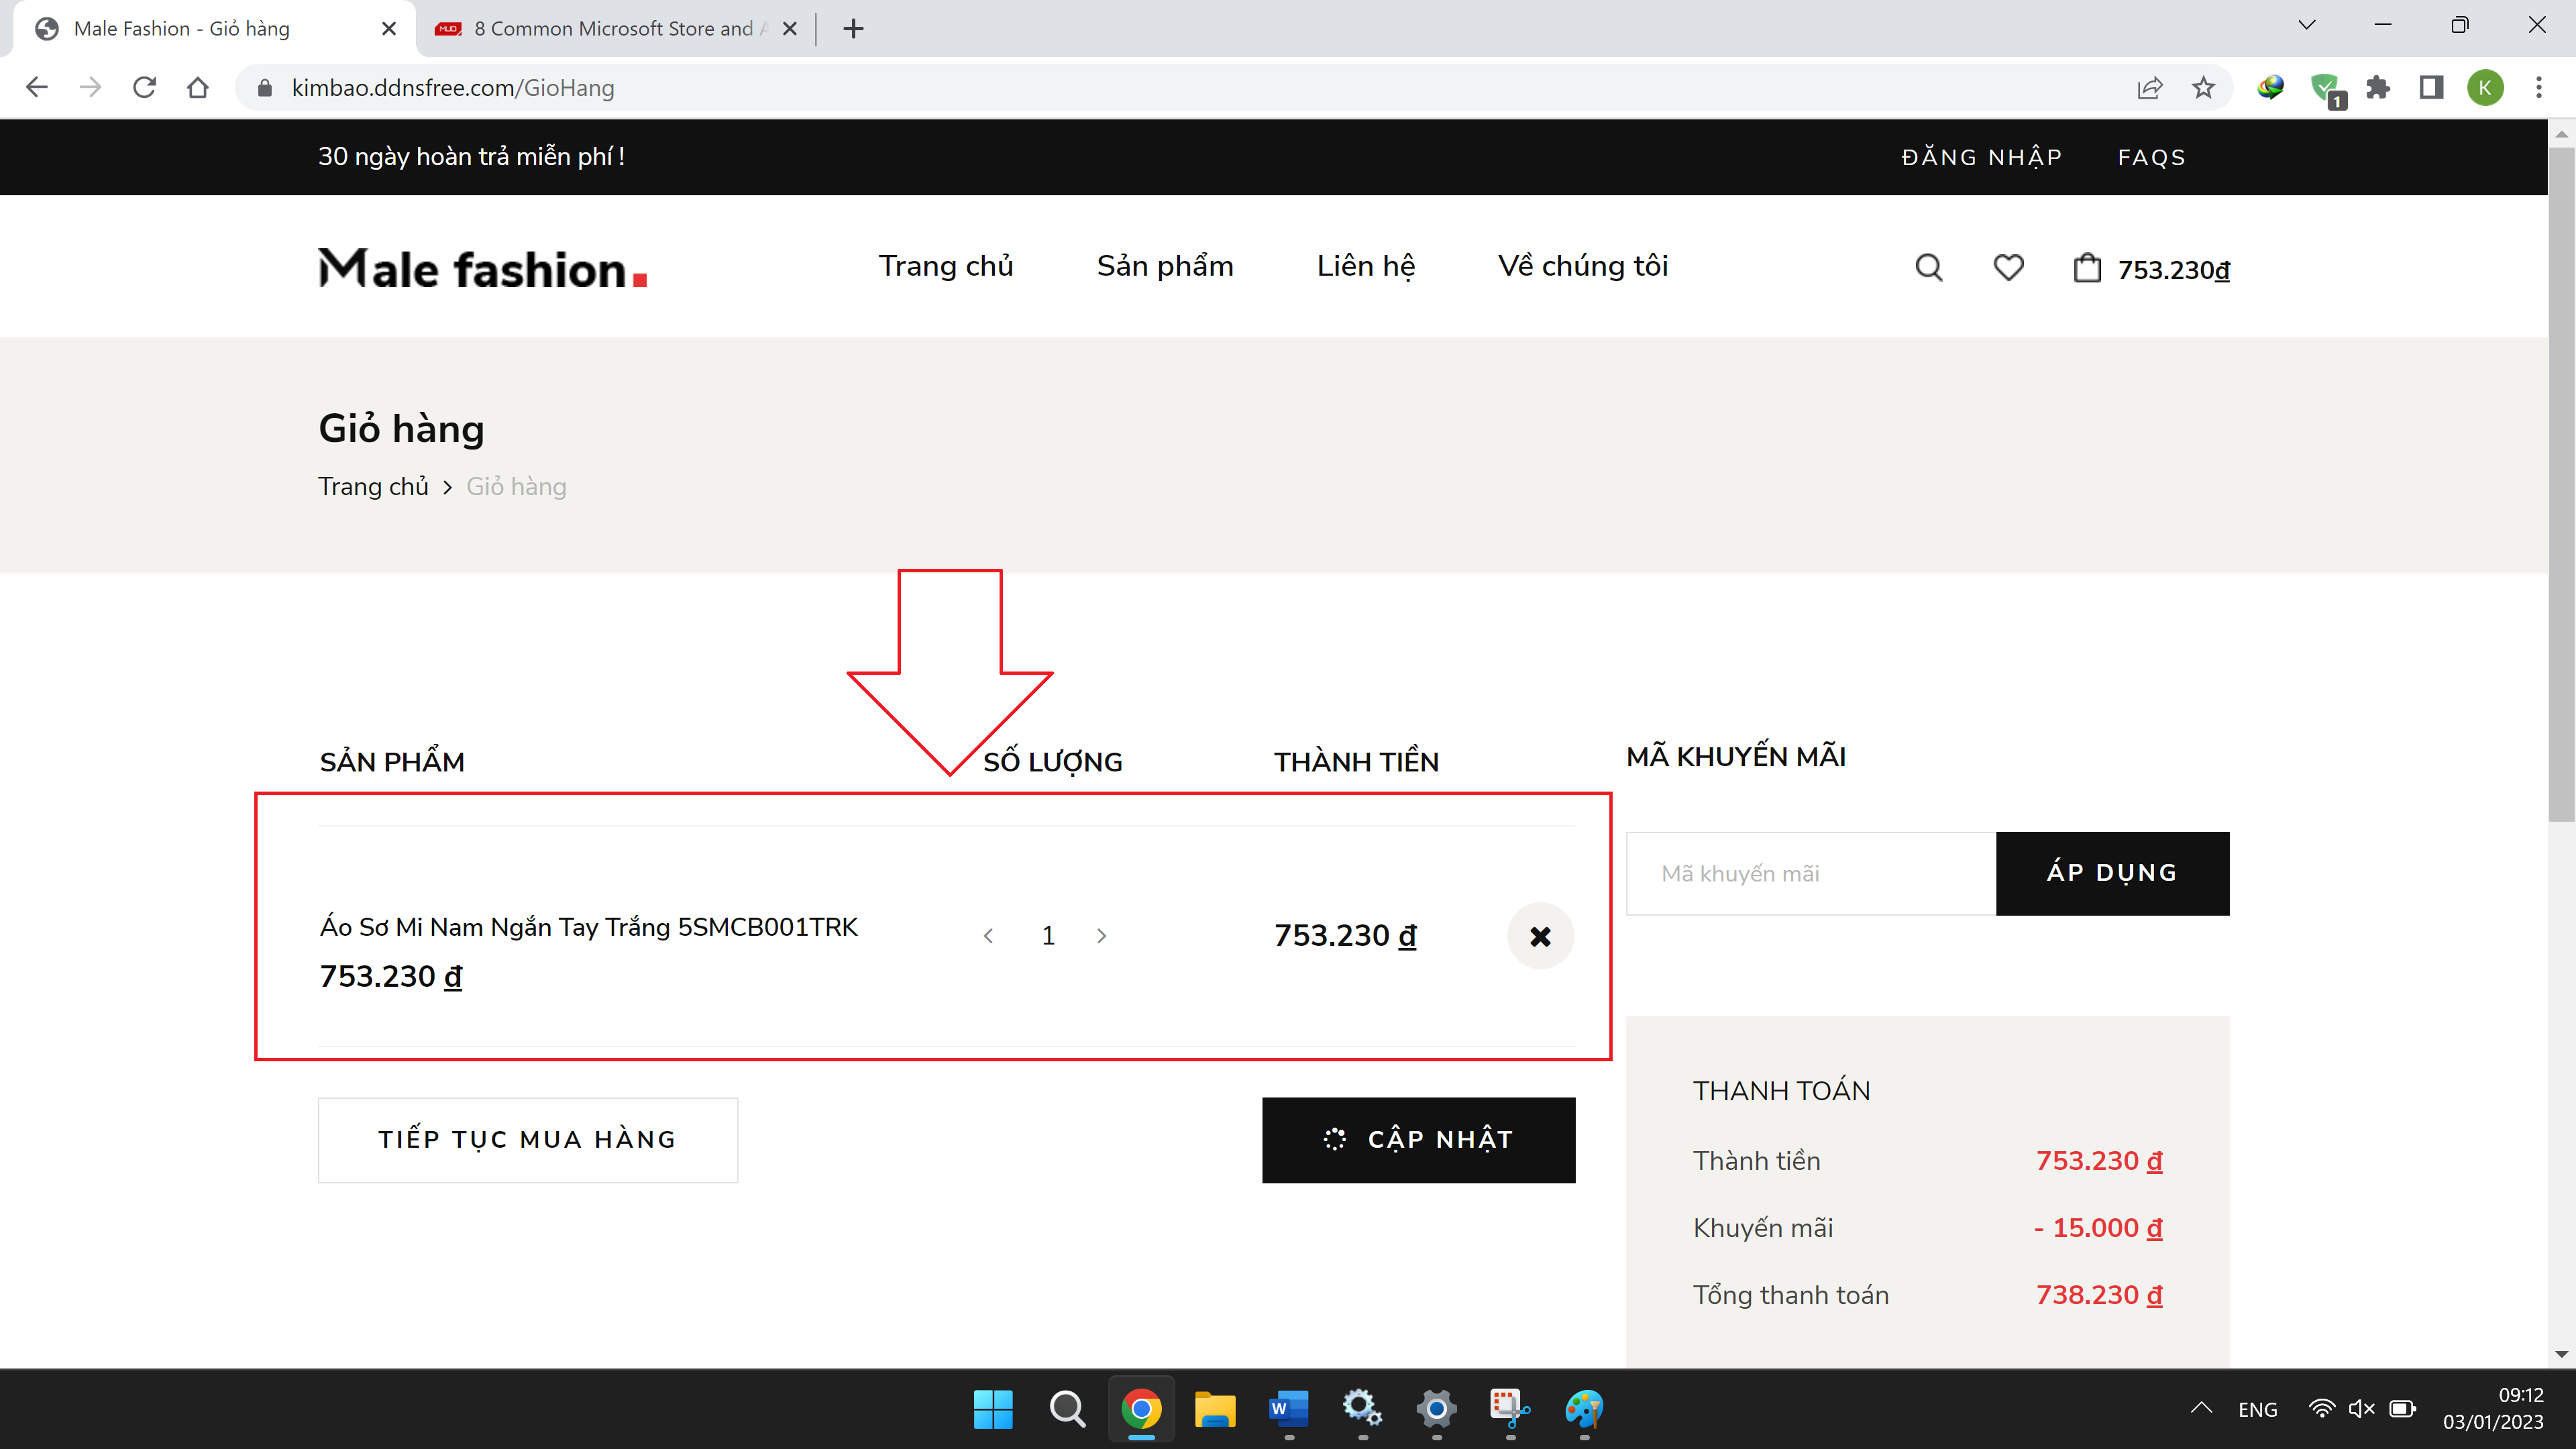 Male Fashion - Giỏ hàng
8 Common Microsoft Store and
kimbao.ddnsfree.com/GioHang
1
K
30 ngày hoàn trả miễn phí !
ĐĂNG NHẬP
FAQS
Male fashion.
Trang chủ
Sản phẩm
Liên hệ
Về chúng tôi
753.230đ
Giỏ hàng
Trang chủ > Giỏ hàng
SẢN PHẨM
SỐ LƯỢNG
THÀNH TIỀN
Áo Sơ Mi Nam Ngắn Tay Trắng 5SMCB001TRK
753.230 đ
1
753.230 đ
TIẾP TỤC MUA HÀNG
CẬP NHẬT
MÃ KHUYẾN MÃI
Mã khuyến mãi
ÁP DỤNG
THANH TOÁN
Thành tiền 753.230 đ
Khuyến mãi - 15.000 đ
Tổng thanh toán 738.230 đ
W
ENG
09:12
03/01/2023